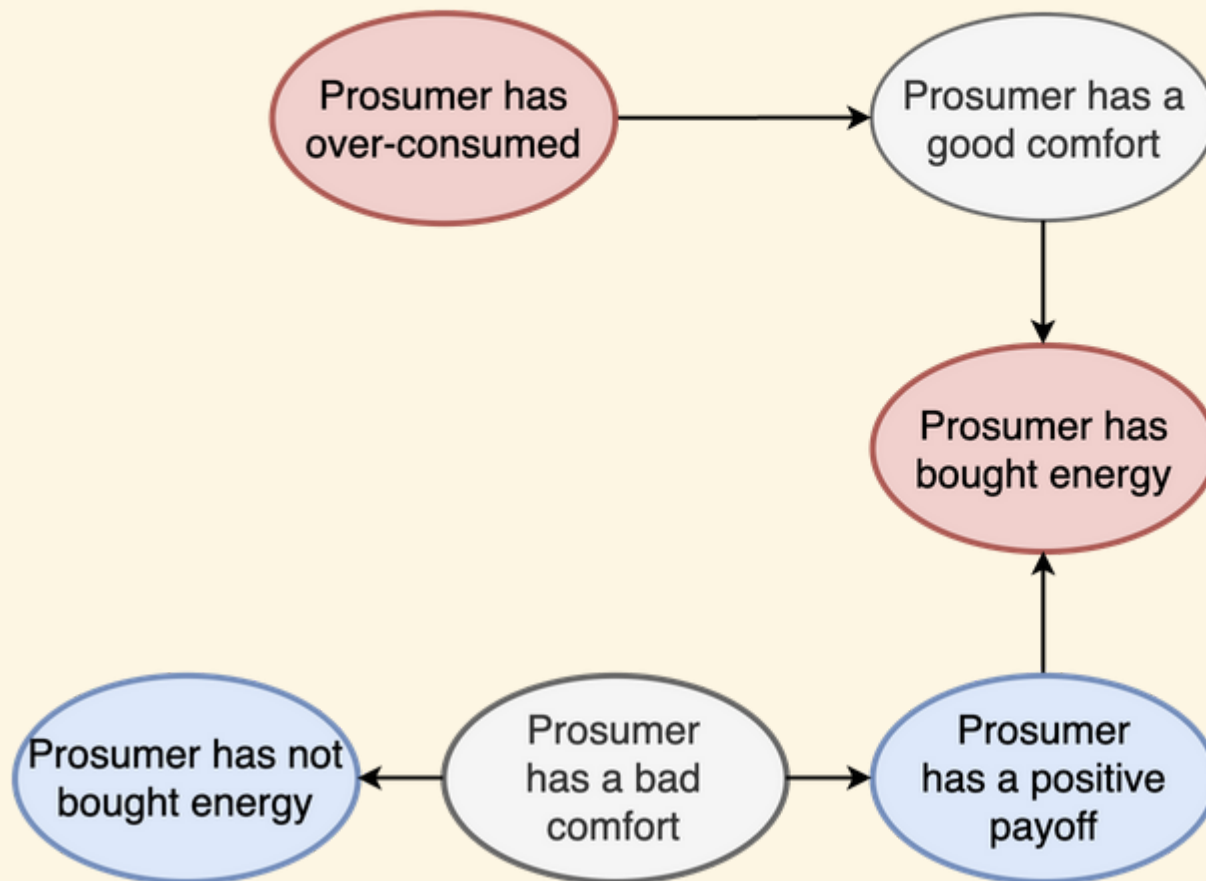 Prosumer has
over-consumed
Prosumer has a
good comfort
Prosumer has
bought energy
Prosumer has not
bought energy
Prosumer
has a bad
comfort
Prosumer
has a positive
payoff